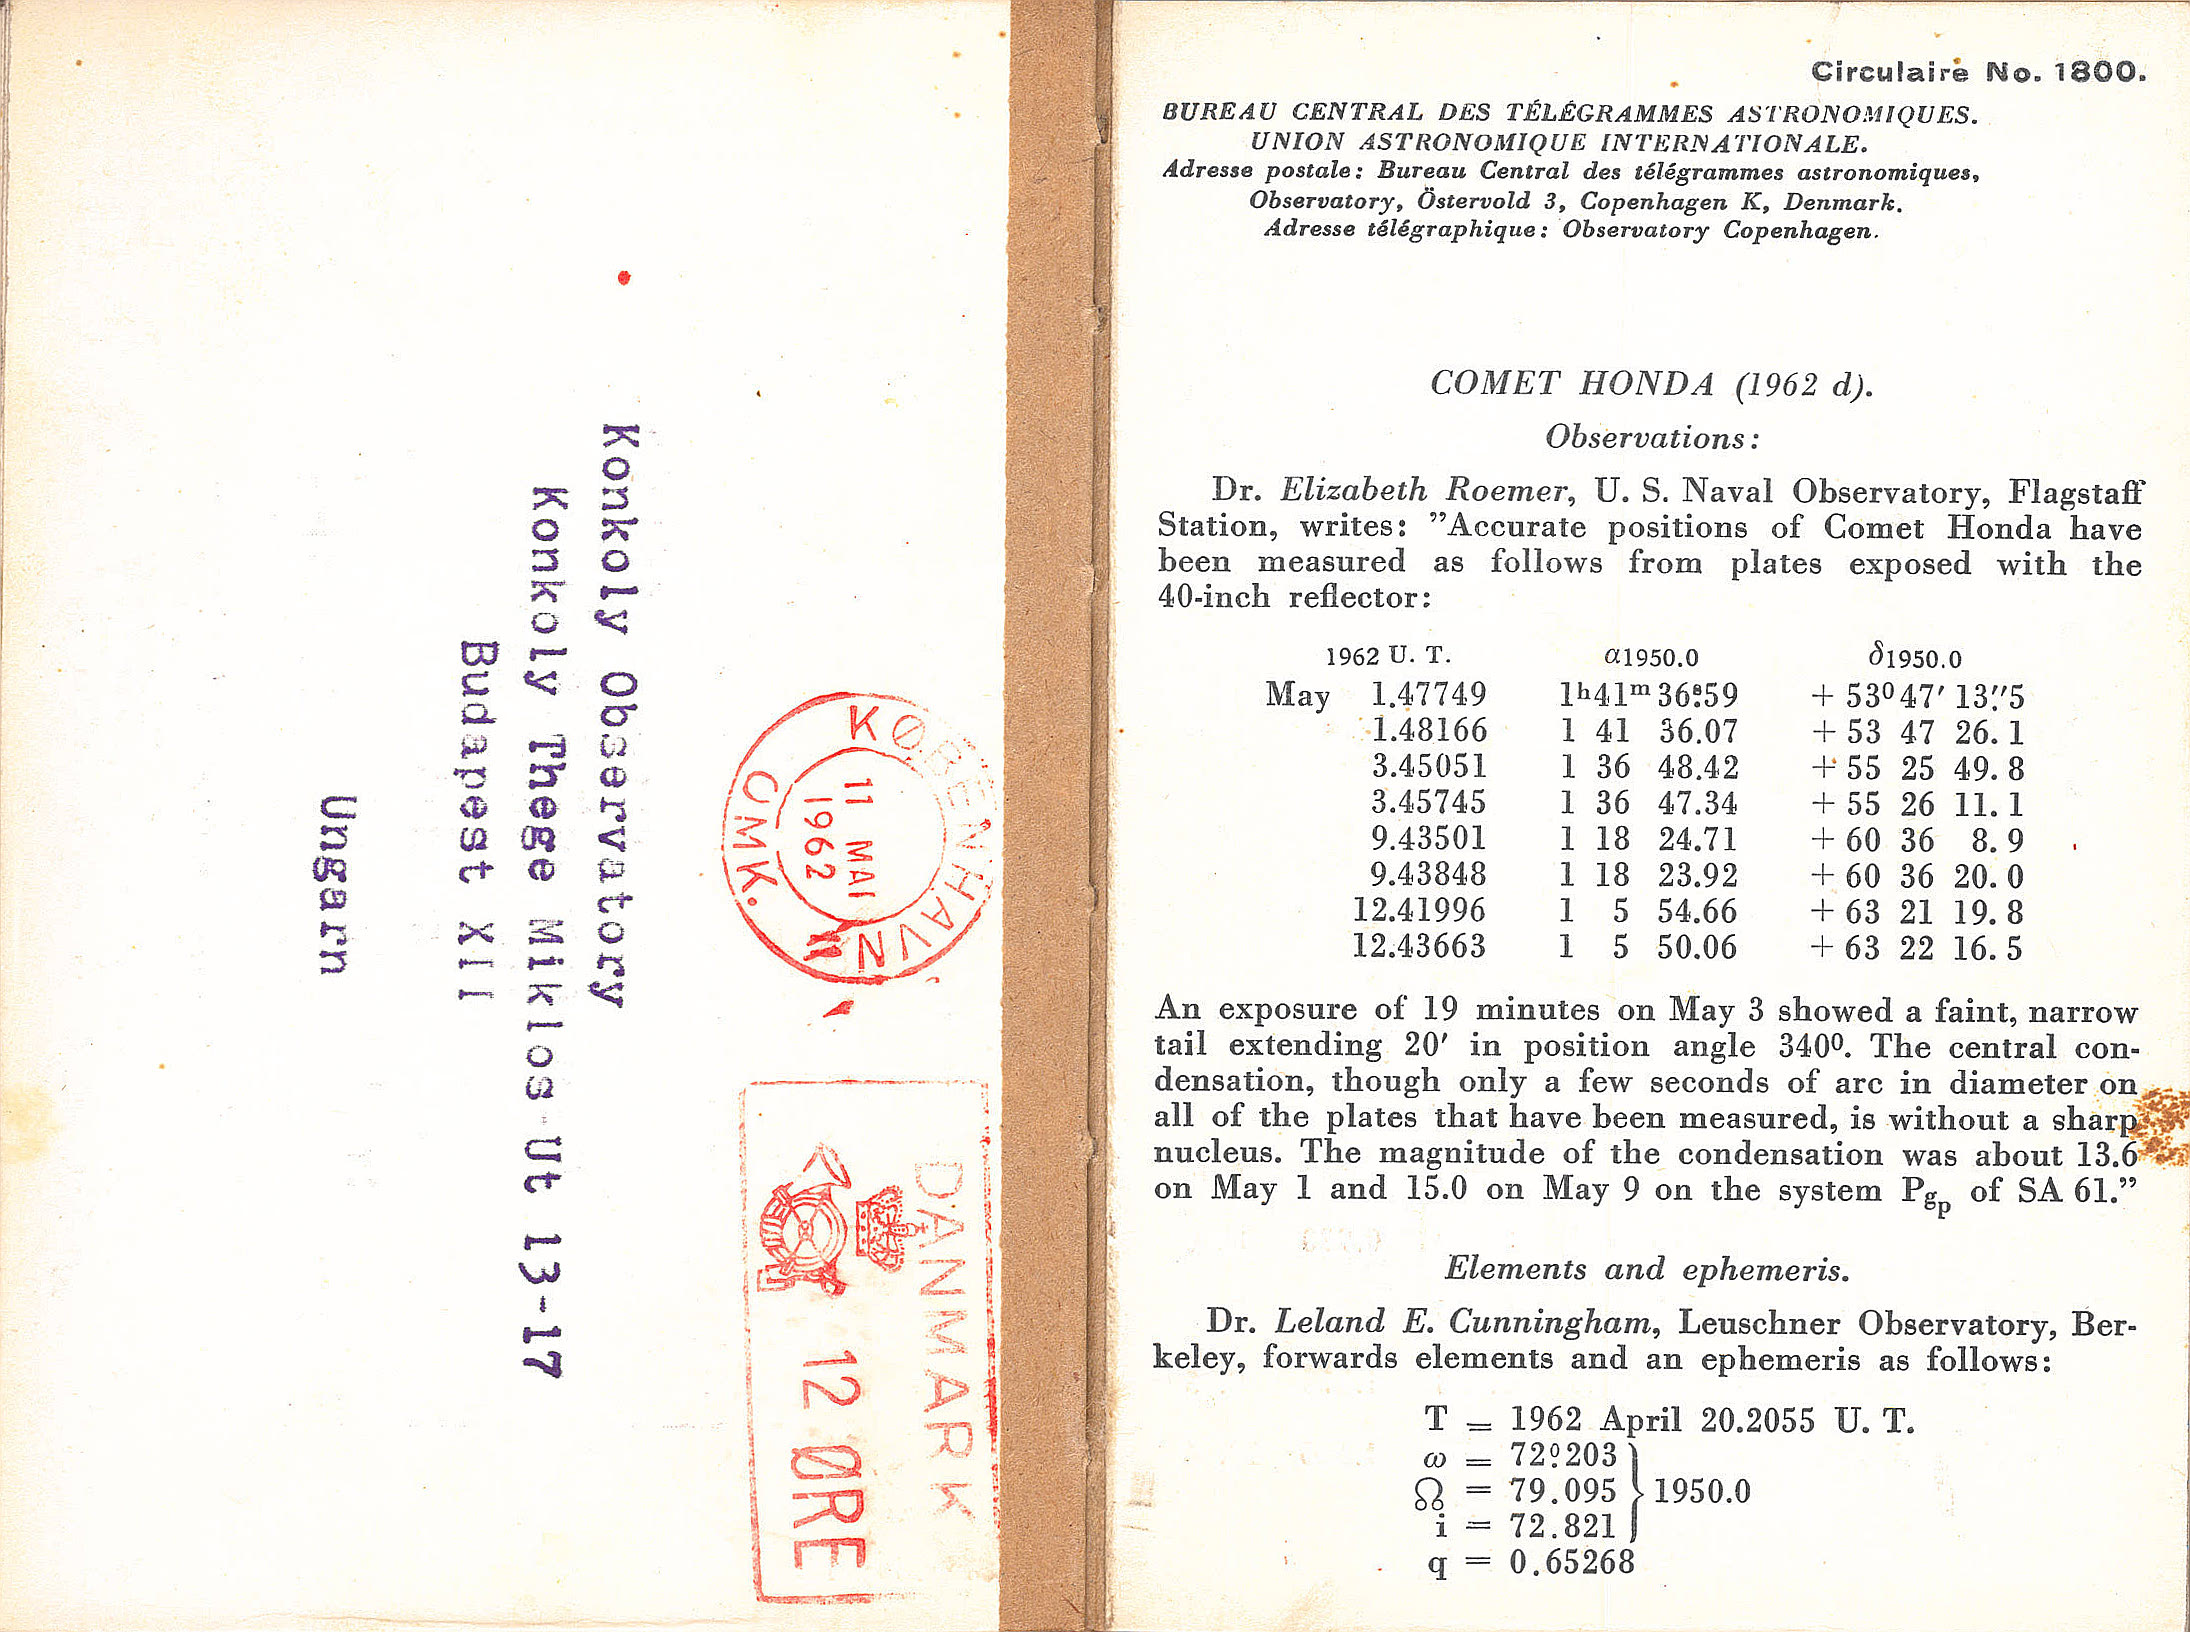 Konkoly Observatory
Konkoly Thege Miklos Ut 13-17
Budapest XII
Ungarn
KØBENHAVN
OMK.
11 MAI
1962
DANMARK
12 ØRE
Circulaire No. 1800.
BUREAU CENTRAL DES TÉLÉGRAMMES ASTRONOMIQUES.
UNION ASTRONOMIQUE INTERNATIONALE.
Adresse postale: Bureau Central des télégrammes astronomiques,
Observatory, Östervold 3, Copenhagen K, Denmark.
Adresse télégraphique: Observatory Copenhagen.
COMET HONDA (1962 d).
Observations:
Dr. Elizabeth Roemer, U. S. Naval Observatory, Flagstaff
Station, writes: ”Accurate positions of Comet Honda have
been measured as follows from plates exposed with the
40-inch reflector:
1962 U. T. α1950.0 δ1950.0
May 1.47749 1ʰ41ᵐ36ˢ.59 + 53⁰47′ 13″.5
1.48166 1 41 36.07 + 53 47 26.1
3.45051 1 36 48.42 + 55 25 49.8
3.45745 1 36 47.34 + 55 26 11.1
9.43501 1 18 24.71 + 60 36 8.9
9.43848 1 18 23.92 + 60 36 20.0
12.41996 1 5 54.66 + 63 21 19.8
12.43663 1 5 50.06 + 63 22 16.5
An exposure of 19 minutes on May 3 showed a faint, narrow
tail extending 20′ in position angle 340⁰. The central con-
densation, though only a few seconds of arc in diameter on
all of the plates that have been measured, is without a sharp
nucleus. The magnitude of the condensation was about 13.6
on May 1 and 15.0 on May 9 on the system Pgₚ of SA 61.”
Elements and ephemeris.
Dr. Leland E. Cunningham, Leuschner Observatory, Ber-
keley, forwards elements and an ephemeris as follows:
T = 1962 April 20.2055 U. T.
ω = 72⁰.203
☊ = 79.095 } 1950.0
i = 72.821
q = 0.65268